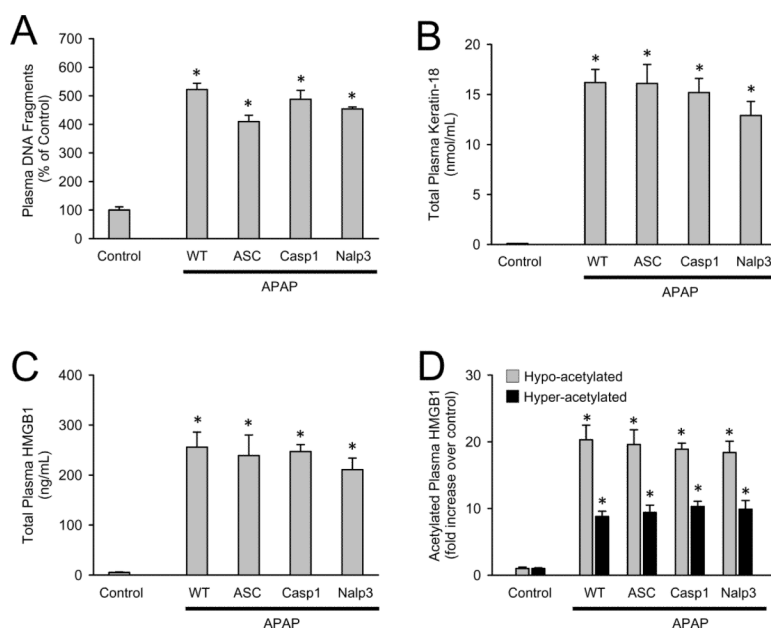 A
Plasma DNA Fragments
(% of Control)
700
600
500
400
300
200
100
0
*
*
*
*
Control
WT
ASC
Casp1
Nalp3
APAP
B
Total Plasma Keratin-18
(nmol/mL)
20
15
10
5
0
*
*
*
*
Control
WT
ASC
Casp1
Nalp3
APAP
C
Total Plasma HMGB1
(ng/mL)
400
300
200
100
0
*
*
*
*
Control
WT
ASC
Casp1
Nalp3
APAP
D
Hypo-acetylated
Hyper-acetylated
Acetylated Plasma HMGB1
(fold increase over control)
30
20
10
0
*
*
*
*
*
*
*
*
Control
WT
ASC
Casp1
Nalp3
APAP